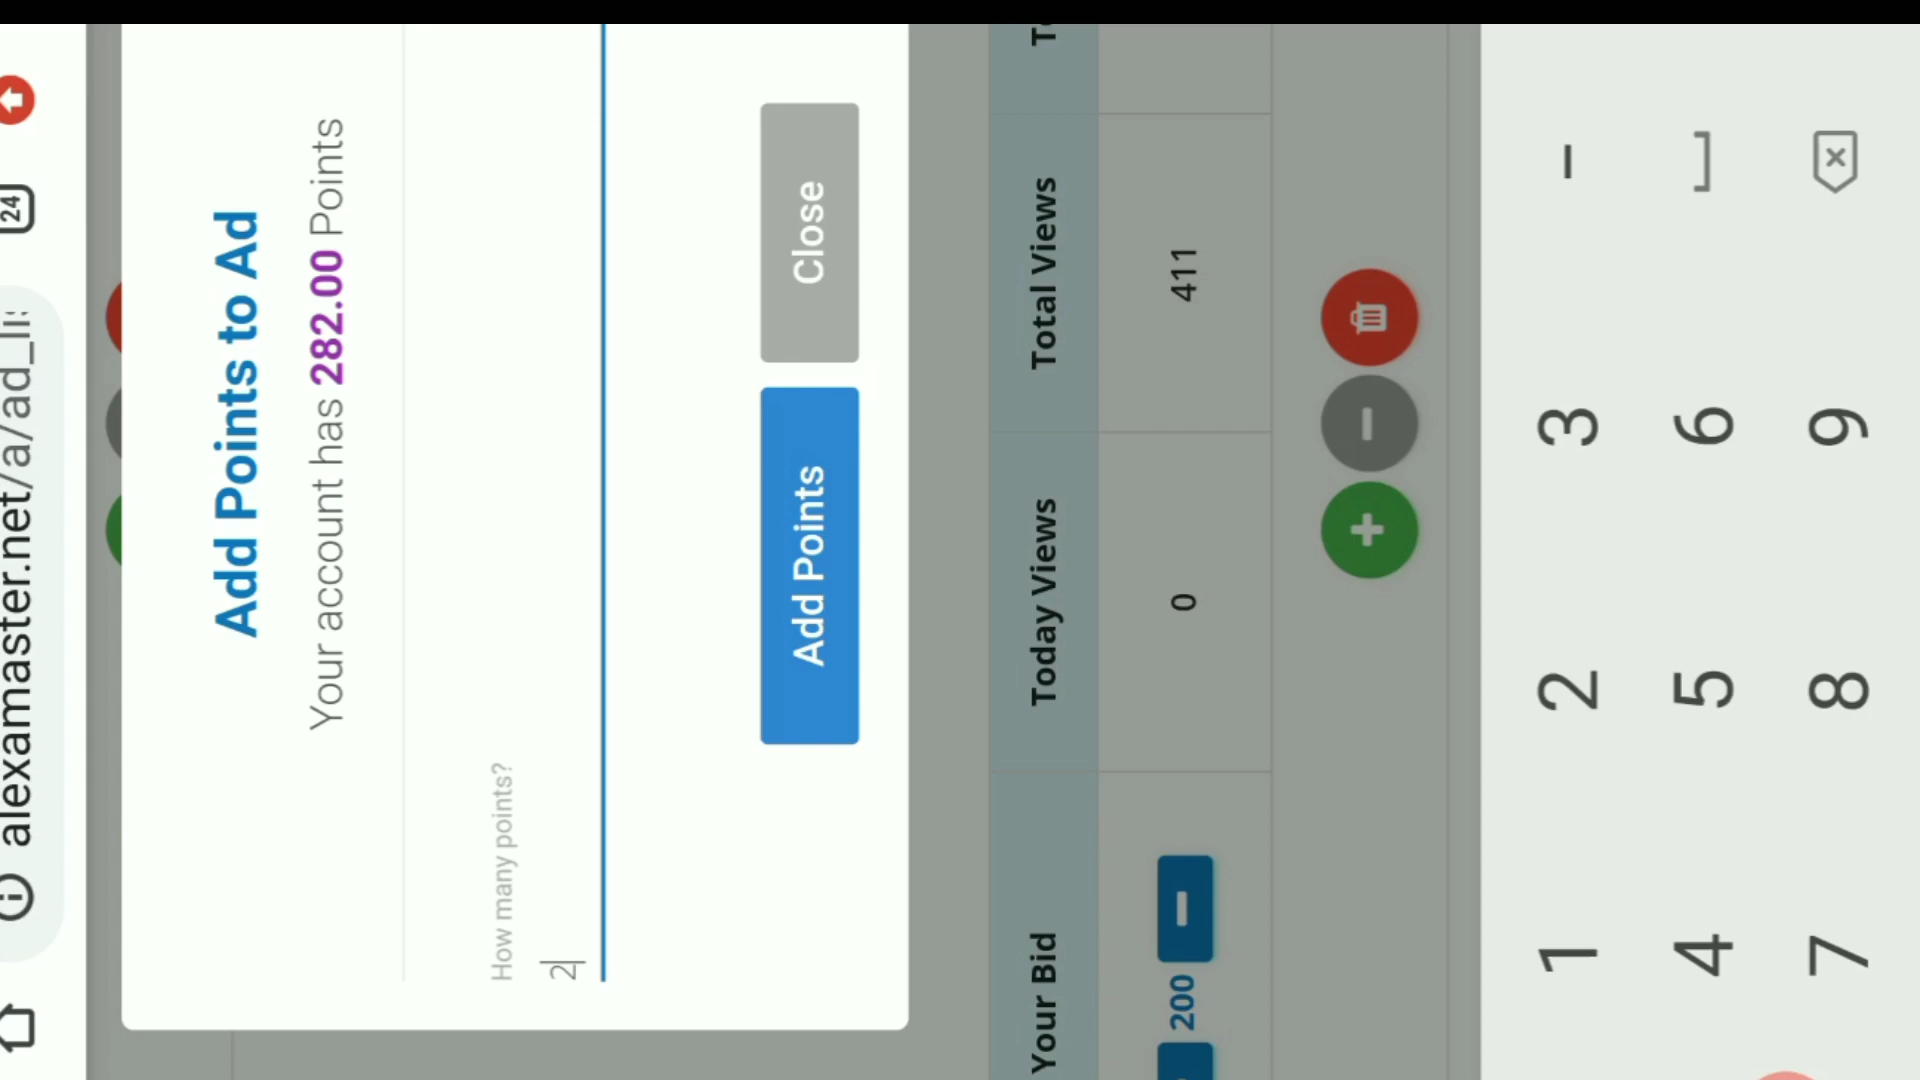 24
alexamaster.net/a/ad_li
Add Points to Ad
Your account has 282.00 Points
How many points?
2
Add Points
Close
Your Bid
Today Views
Total Views
200
0
411
1
2
3
-
4
5
6
7
8
9